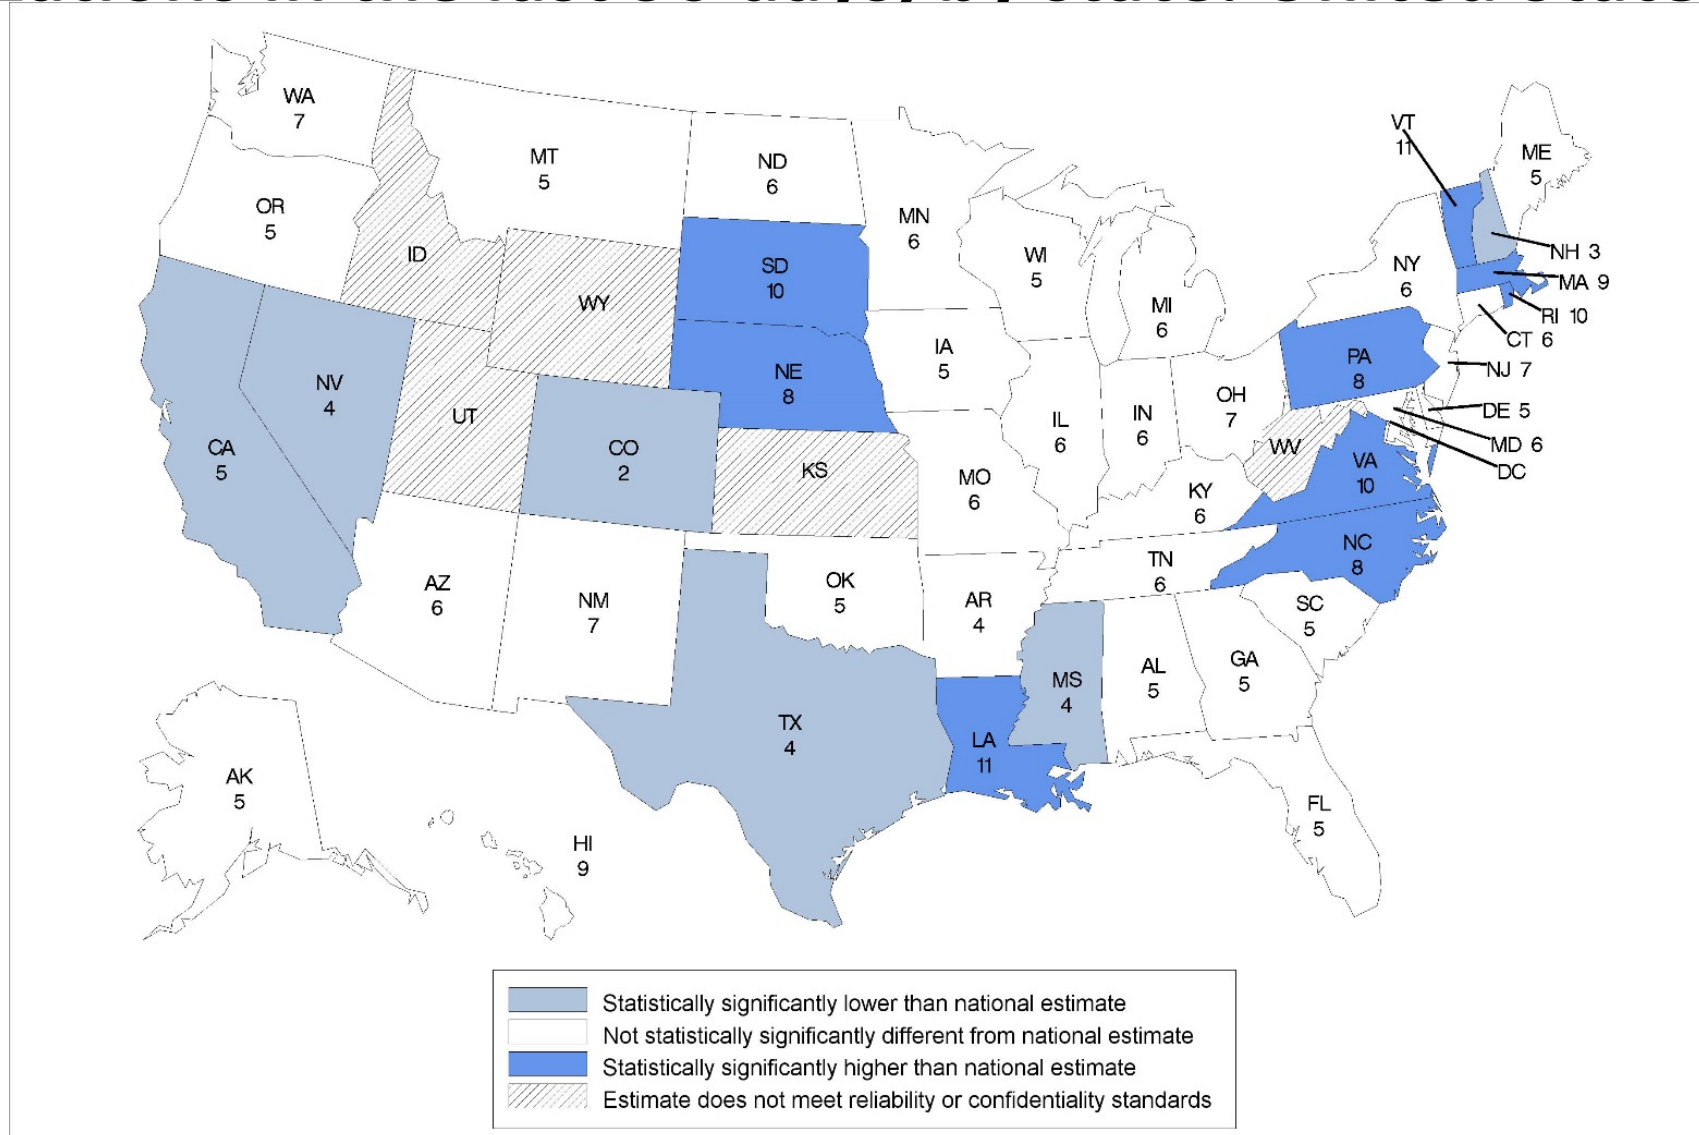 WA
7
MT
5
ND
6
MN
6
VT
11
ME
5
OR
5
ID
WY
SD
10
WI
5
MI
6
NY
6
NH 3
MA 9
RI 10
CT 6
NJ 7
NV
4
UT
NE
8
IA
5
PA
8
OH
7
DE 5
MD 6
DC
CA
5
CO
2
KS
MO
6
IL
6
IN
6
WV
VA
10
KY
6
AZ
6
NM
7
OK
5
AR
4
TN
6
NC
8
SC
5
TX
4
LA
11
MS
4
AL
5
GA
5
AK
5
HI
9
FL
5
Statistically significantly lower than national estimate
Not statistically significantly different from national estimate
Statistically significantly higher than national estimate
Estimate does not meet reliability or confidentiality standards